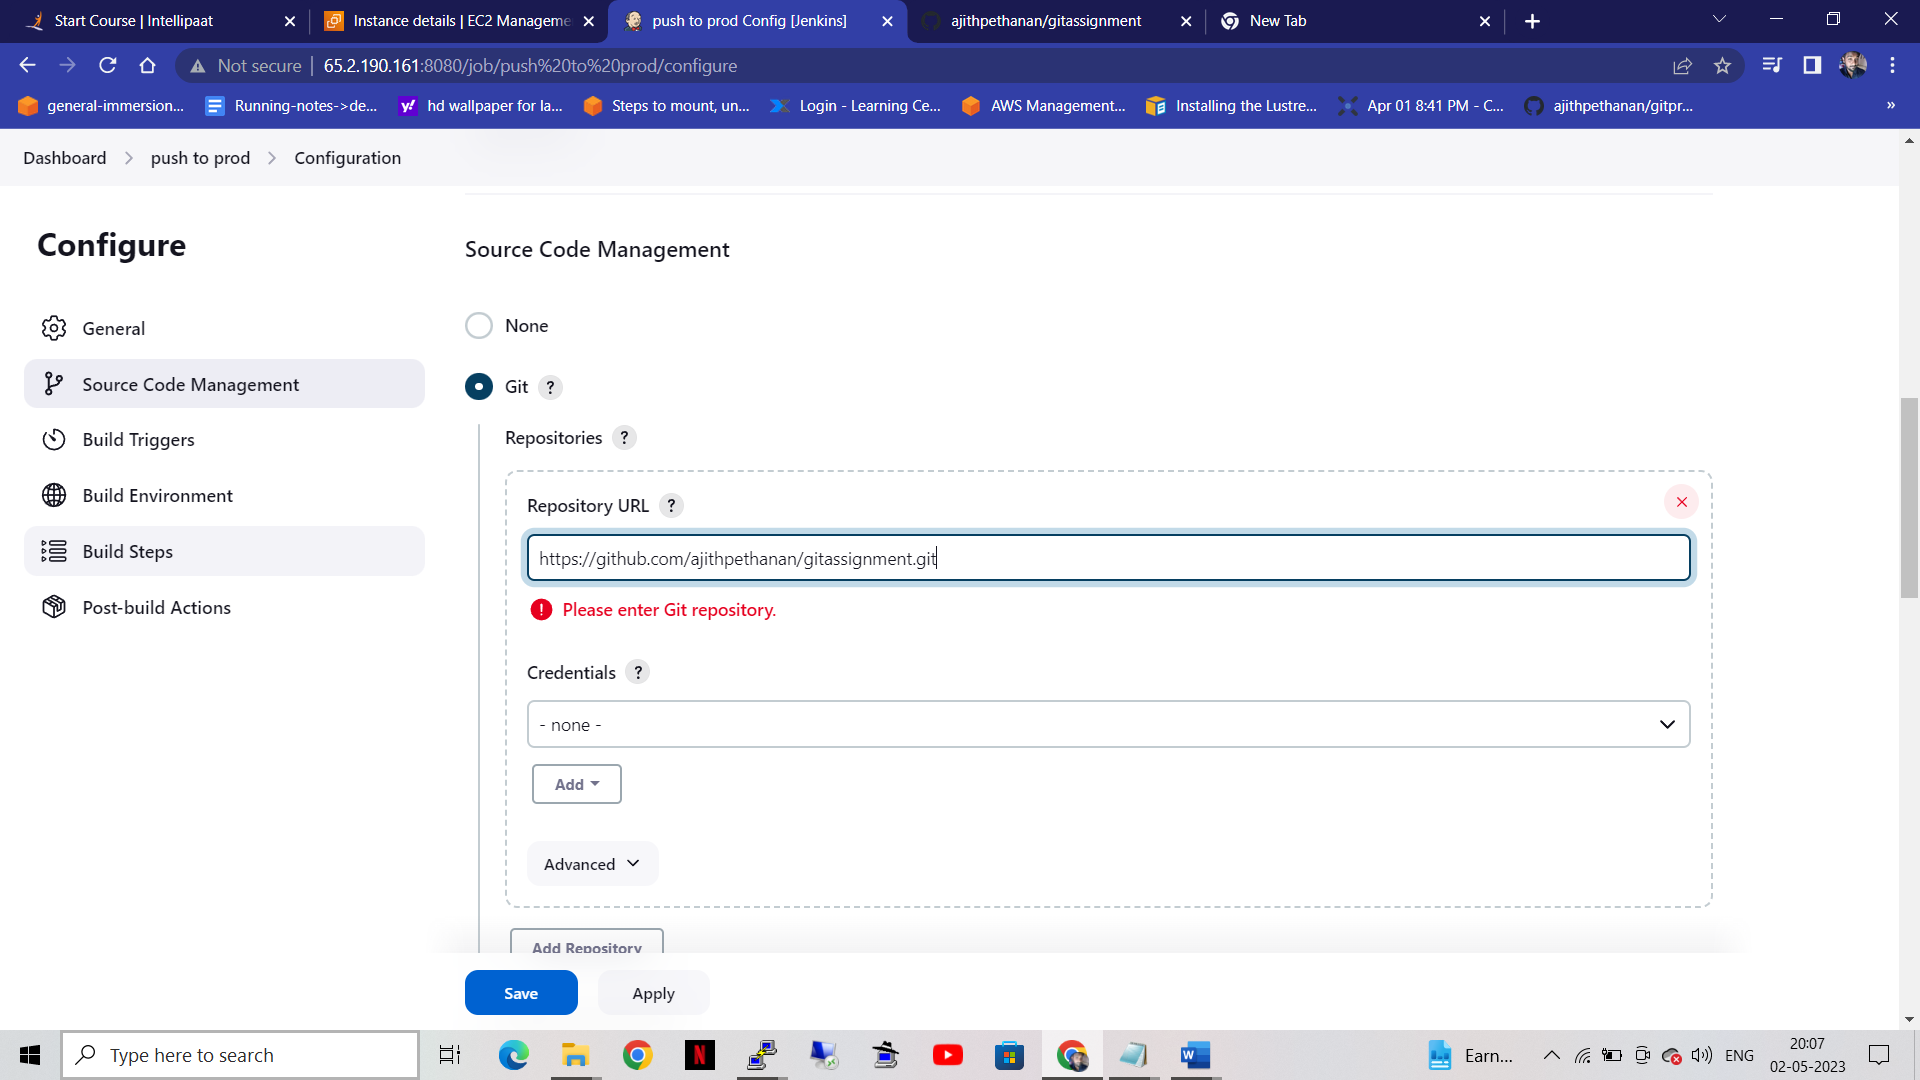 Start Course | Intellipaat
Instance details | EC2 Manageme
push to prod Config [Jenkins]
ajithpethanan/gitassignment
New Tab
Not secure
65.2.190.161:8080/job/push%20to%20prod/configure
general-immersion...
Running-notes->de...
hd wallpaper for la...
Steps to mount, un...
Login - Learning Ce...
AWS Management...
Installing the Lustre...
Apr 01 8:41 PM - C...
ajithpethanan/gitpr...
»
Dashboard
push to prod
Configuration
Configure
General
Source Code Management
Build Triggers
Build Environment
Build Steps
Post-build Actions
Source Code Management
None
Git ?
Repositories ?
Repository URL ?
https://github.com/ajithpethanan/gitassignment.git
! Please enter Git repository.
Credentials ?
- none -
Add
Advanced
Add Repository
Save
Apply
Type here to search
Earn...
ENG
20:07
02-05-2023